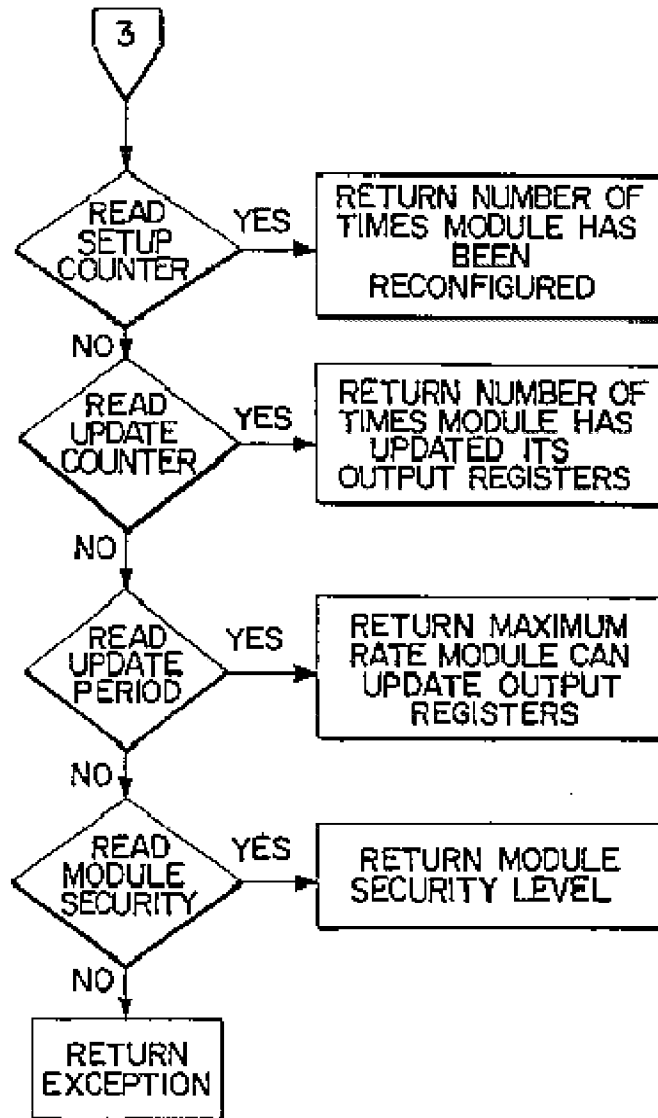 3
READ
SETUP
COUNTER
YES
RETURN NUMBER OF
TIMES MODULE HAS
BEEN
RECONFIGURED
NO
READ
UPDATE
COUNTER
YES
RETURN NUMBER OF
TIMES MODULE HAS
UPDATED ITS
OUTPUT REGISTERS
NO
READ
UPDATE
PERIOD
YES
RETURN MAXIMUM
RATE MODULE CAN
UPDATE OUTPUT
REGISTERS
NO
READ
MODULE
SECURITY
YES
RETURN MODULE
SECURITY LEVEL
NO
RETURN
EXCEPTION